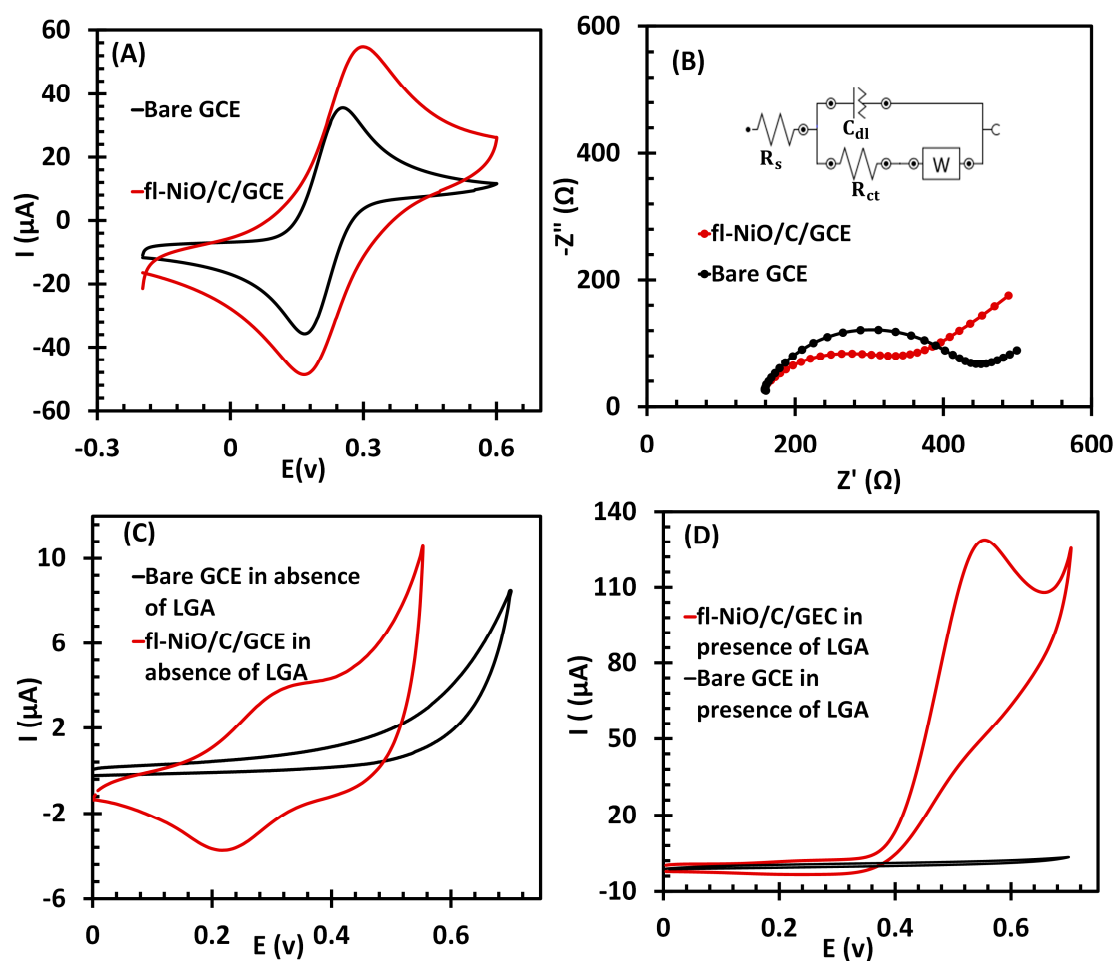 (A)
60
40
20
0
-20
-40
-60
-0.3
0
0.3
0.6
I (µA)
E(v)
Bare GCE
fl-NiO/C/GCE
(B)
-600
-400
-200
0
0
200
400
600
-Z" (Ω)
Z' (Ω)
Rs
Cdl
Rct
W
fl-NiO/C/GCE
Bare GCE
(C)
10
6
2
-2
-6
0
0.2
0.4
0.6
I (µA)
E (v)
Bare GCE in absence
of LGA
fl-NiO/C/GCE in
absence of LGA
(D)
140
110
80
50
20
-10
0
0.2
0.4
0.6
I ( (µA)
E (v)
fl-NiO/C/GEC in
presence of LGA
Bare GCE in
presence of LGA